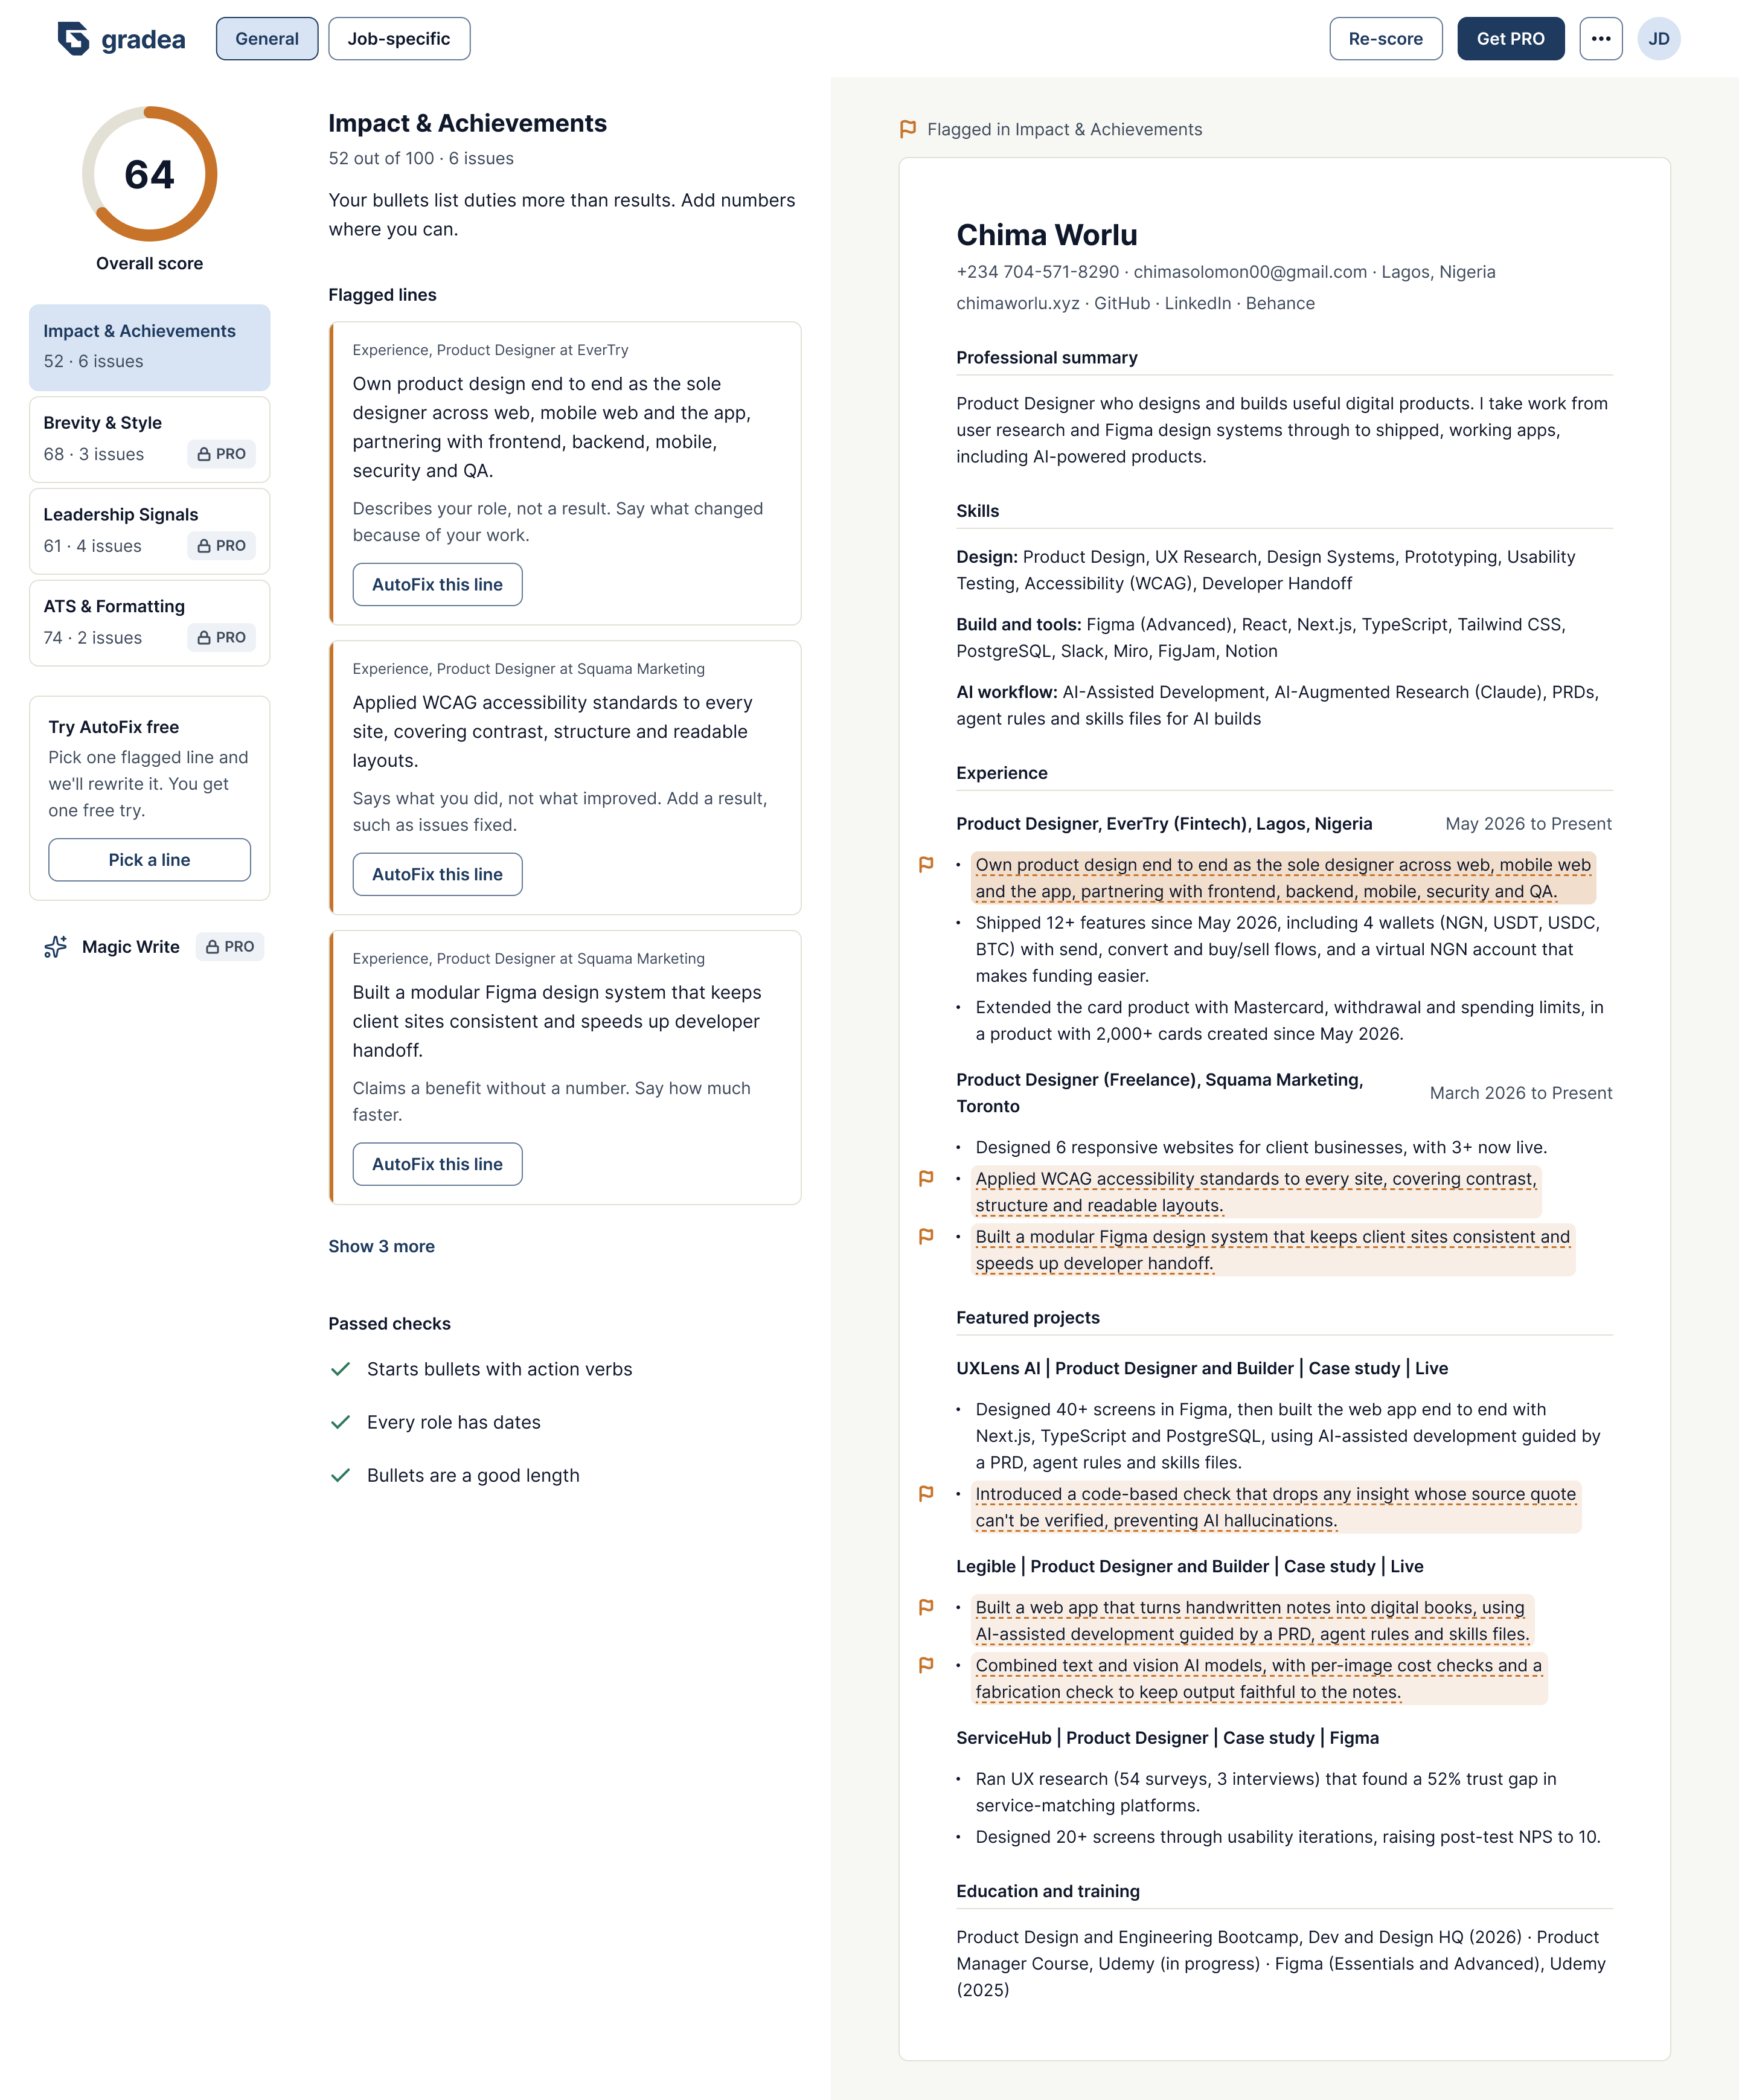 gradea
General
Job-specific
Re-score
Get PRO
JD
64
Overall score
Impact & Achievements
52 · 6 issues
Brevity & Style
68 · 3 issues
PRO
Leadership Signals
61 · 4 issues
PRO
ATS & Formatting
74 · 2 issues
PRO
Try AutoFix free
Pick one flagged line and
we'll rewrite it. You get
one free try.
Pick a line
Magic Write
PRO
Impact & Achievements
52 out of 100 · 6 issues
Your bullets list duties more than results. Add numbers
where you can.
Flagged lines
Experience, Product Designer at EverTry
Own product design end to end as the sole
designer across web, mobile web and the app,
partnering with frontend, backend, mobile,
security and QA.
Describes your role, not a result. Say what changed
because of your work.
AutoFix this line
Experience, Product Designer at Squama Marketing
Applied WCAG accessibility standards to every
site, covering contrast, structure and readable
layouts.
Says what you did, not what improved. Add a result,
such as issues fixed.
AutoFix this line
Experience, Product Designer at Squama Marketing
Built a modular Figma design system that keeps
client sites consistent and speeds up developer
handoff.
Claims a benefit without a number. Say how much
faster.
AutoFix this line
Show 3 more
Passed checks
Starts bullets with action verbs
Every role has dates
Bullets are a good length
Flagged in Impact & Achievements
Chima Worlu
+234 704-571-8290 · chimasolomon00@gmail.com · Lagos, Nigeria
chimaworlu.xyz · GitHub · LinkedIn · Behance
Professional summary
Product Designer who designs and builds useful digital products. I take work from
user research and Figma design systems through to shipped, working apps,
including AI-powered products.
Skills
Design: Product Design, UX Research, Design Systems, Prototyping, Usability
Testing, Accessibility (WCAG), Developer Handoff
Build and tools: Figma (Advanced), React, Next.js, TypeScript, Tailwind CSS,
PostgreSQL, Slack, Miro, FigJam, Notion
AI workflow: AI-Assisted Development, AI-Augmented Research (Claude), PRDs,
agent rules and skills files for AI builds
Experience
Product Designer, EverTry (Fintech), Lagos, Nigeria May 2026 to Present
• Own product design end to end as the sole designer across web, mobile web
and the app, partnering with frontend, backend, mobile, security and QA.
• Shipped 12+ features since May 2026, including 4 wallets (NGN, USDT, USDC,
BTC) with send, convert and buy/sell flows, and a virtual NGN account that
makes funding easier.
• Extended the card product with Mastercard, withdrawal and spending limits, in
a product with 2,000+ cards created since May 2026.
Product Designer (Freelance), Squama Marketing,
Toronto
March 2026 to Present
• Designed 6 responsive websites for client businesses, with 3+ now live.
• Applied WCAG accessibility standards to every site, covering contrast,
structure and readable layouts.
• Built a modular Figma design system that keeps client sites consistent and
speeds up developer handoff.
Featured projects
UXLens AI | Product Designer and Builder | Case study | Live
• Designed 40+ screens in Figma, then built the web app end to end with
Next.js, TypeScript and PostgreSQL, using AI-assisted development guided by
a PRD, agent rules and skills files.
• Introduced a code-based check that drops any insight whose source quote
can't be verified, preventing AI hallucinations.
Legible | Product Designer and Builder | Case study | Live
• Built a web app that turns handwritten notes into digital books, using
AI-assisted development guided by a PRD, agent rules and skills files.
• Combined text and vision AI models, with per-image cost checks and a
fabrication check to keep output faithful to the notes.
ServiceHub | Product Designer | Case study | Figma
• Ran UX research (54 surveys, 3 interviews) that found a 52% trust gap in
service-matching platforms.
• Designed 20+ screens through usability iterations, raising post-test NPS to 10.
Education and training
Product Design and Engineering Bootcamp, Dev and Design HQ (2026) · Product
Manager Course, Udemy (in progress) · Figma (Essentials and Advanced), Udemy
(2025)